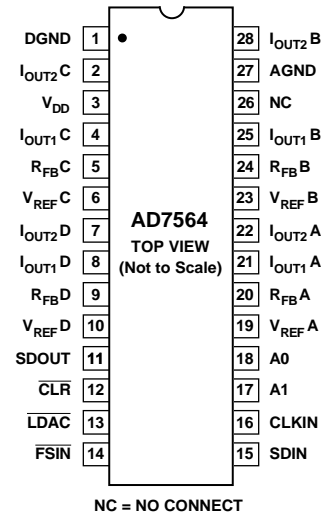 DGND 1 28 IOUT2 B
IOUT2 C 2 27 AGND
VDD 3 26 NC
IOUT1 C 4 25 IOUT1 B
RFB C 5 24 RFB B
VREF C 6 23 VREF B
AD7564
IOUT2 D 7 22 IOUT2 A
TOP VIEW
IOUT1 D 8 (Not to Scale) 21 IOUT1 A
RFB D 9 20 RFB A
VREF D 10 19 VREF A
SDOUT 11 18 A0
CLR 12 17 A1
LDAC 13 16 CLKIN
FSIN 14 15 SDIN
NC = NO CONNECT